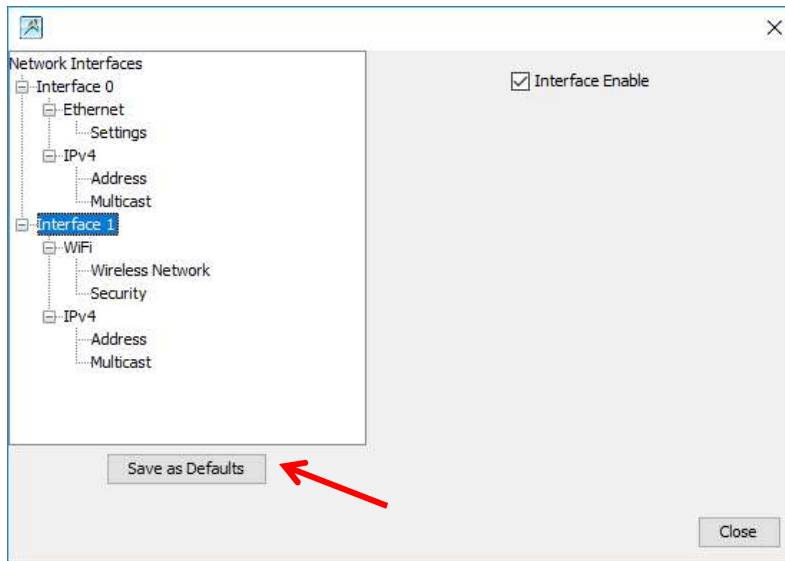 Network Interfaces
Interface 0
Ethernet
Settings
IPv4
Address
Multicast
Interface 1
WiFi
Wireless Network
Security
IPv4
Address
Multicast
Interface Enable
Save as Defaults
Close